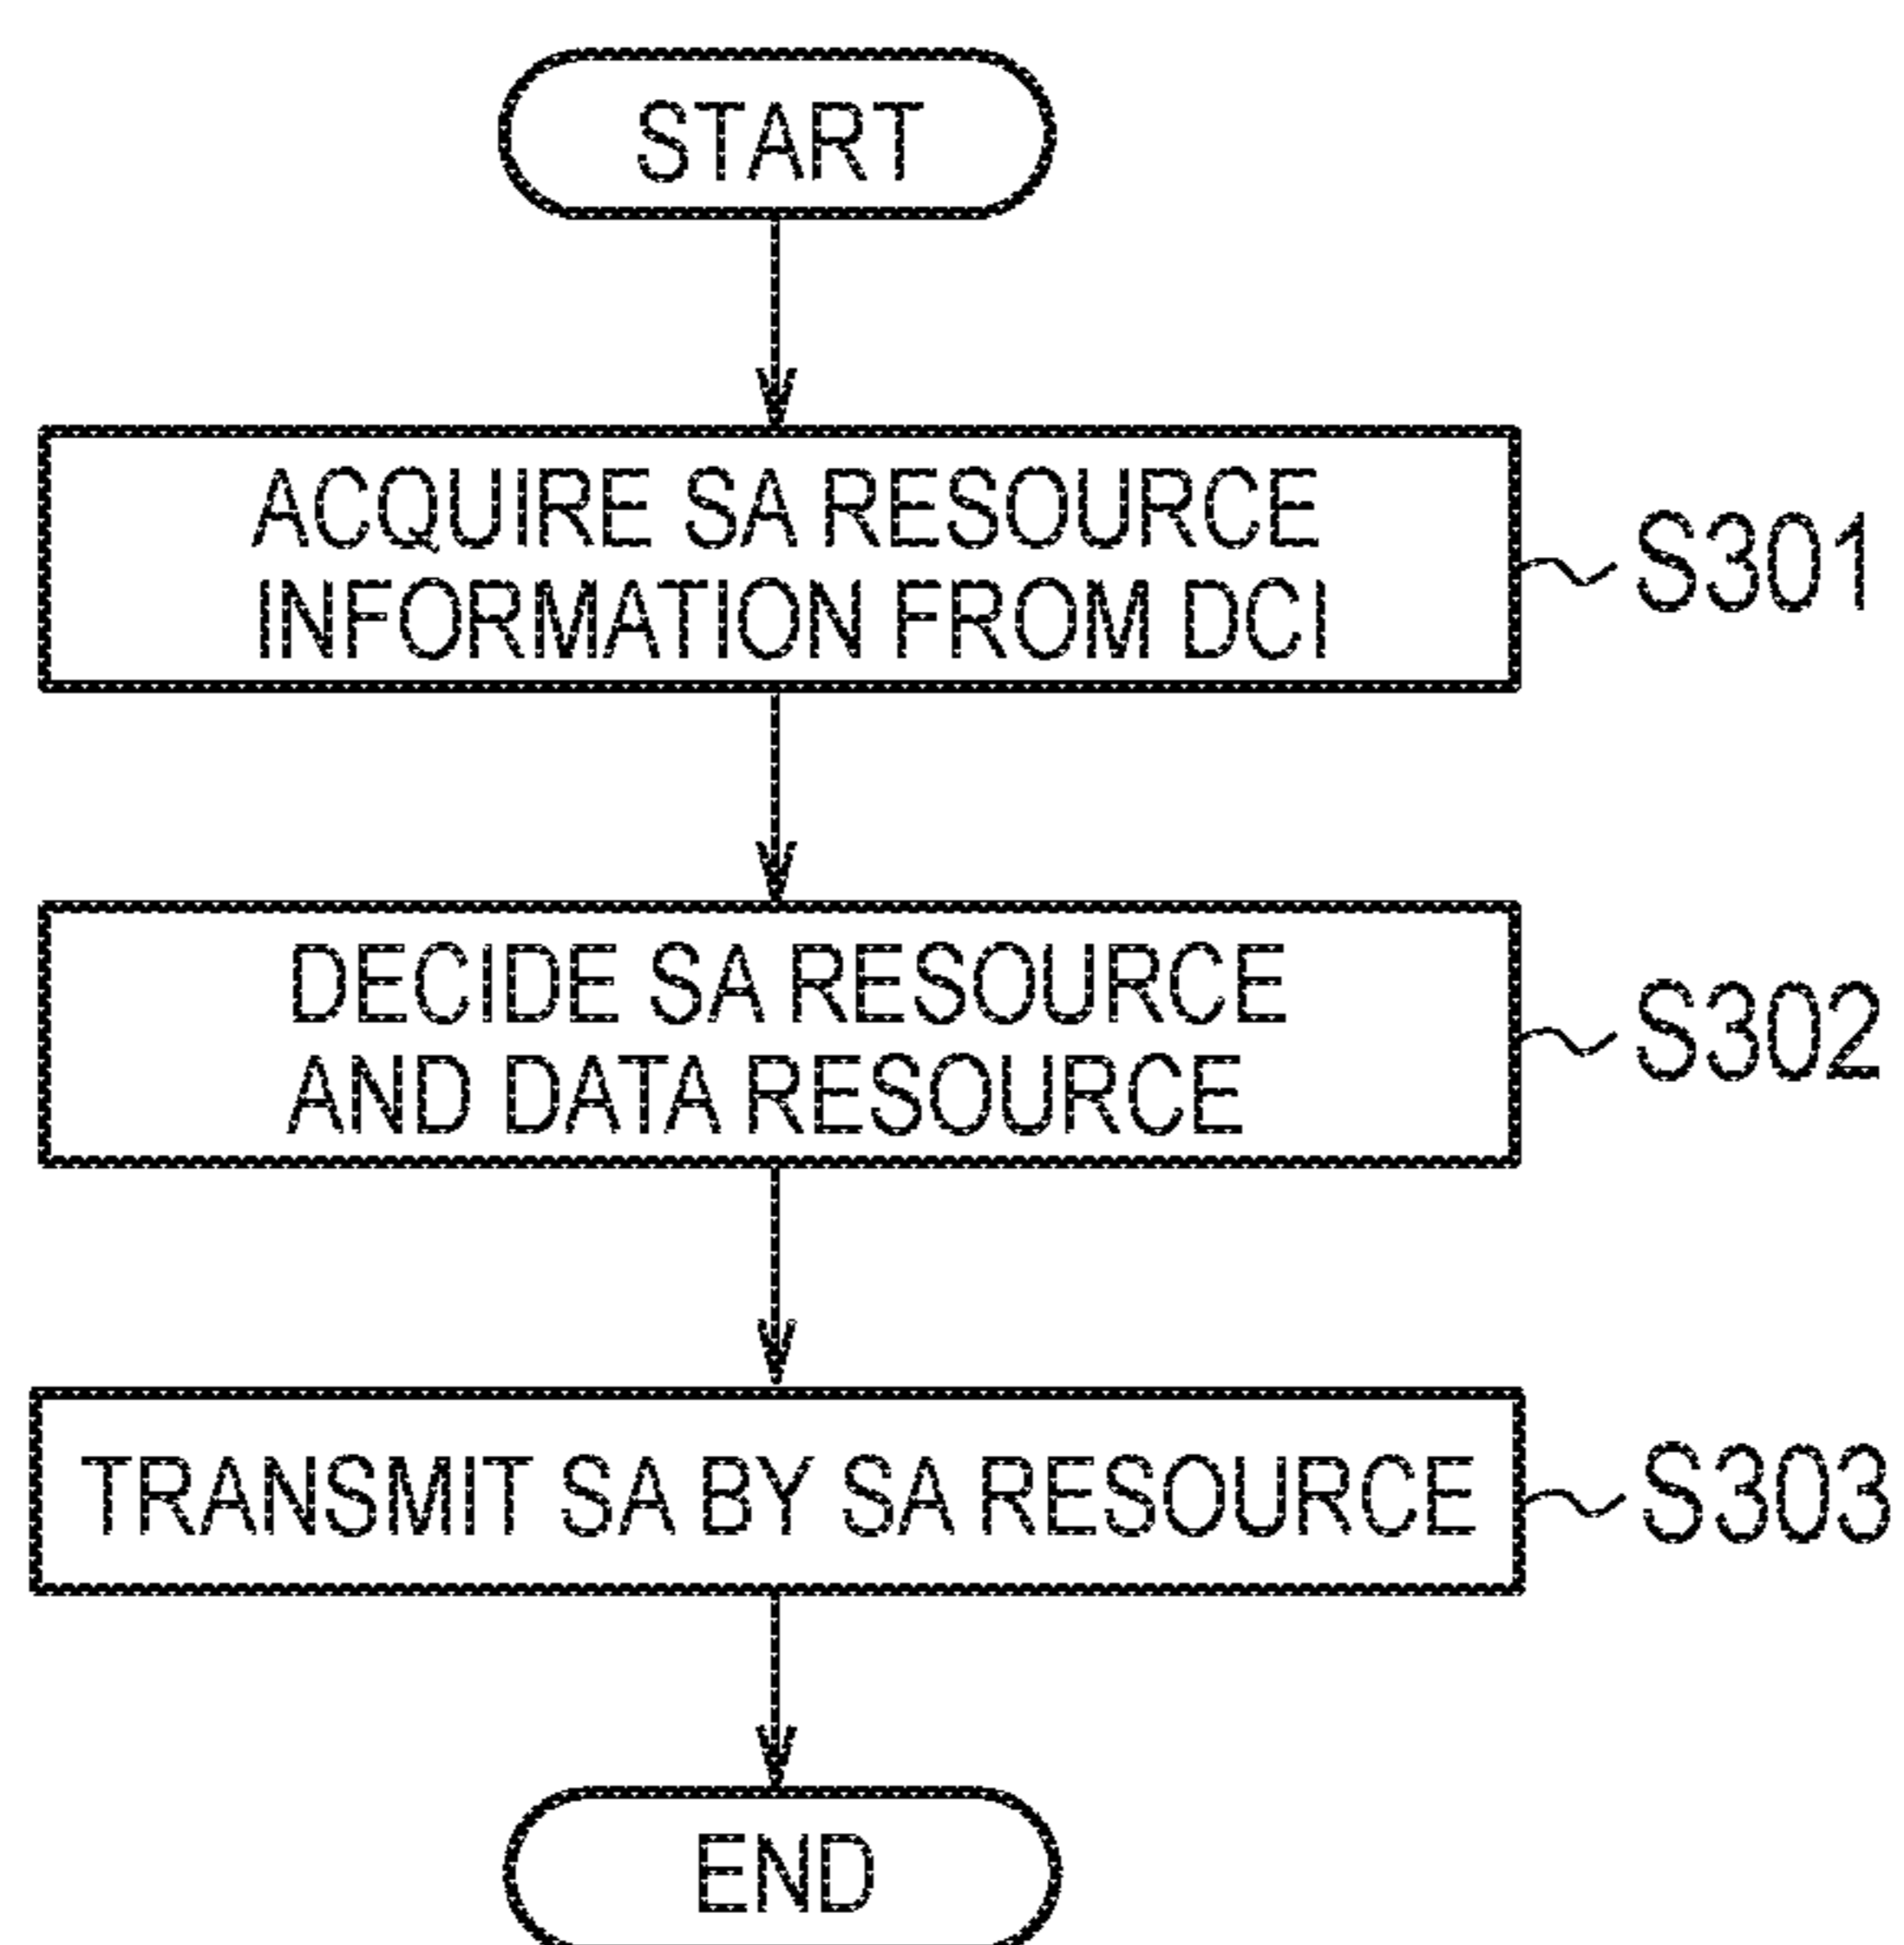 START
ACQUIRE SA RESOURCE
INFORMATION FROM DCI
S301
DECIDE SA RESOURCE
AND DATA RESOURCE
S302
TRANSMIT SA BY SA RESOURCE
S303
END